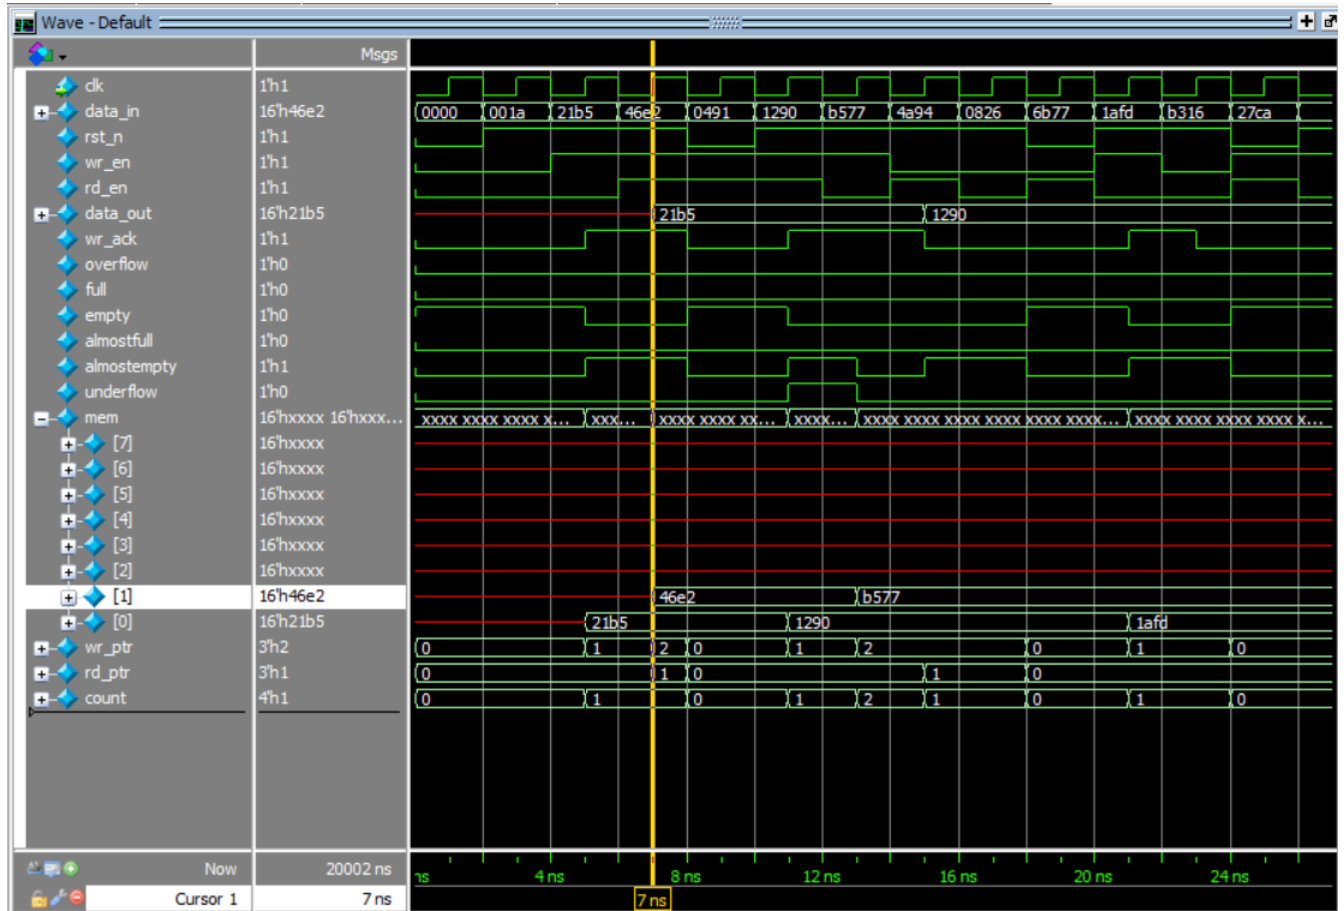 Wave - Default
Msgs
clk 1'h1
data_in 16'h46e2 0000 001a 21b5 46e2 0491 1290 b577 4a94 0826 6b77 1afd b316 27ca
rst_n 1'h1
wr_en 1'h1
rd_en 1'h1
data_out 16'h21b5 21b5 1290
wr_ack 1'h1
overflow 1'h0
full 1'h0
empty 1'h0
almostfull 1'h0
almostempty 1'h1
underflow 1'h0
mem 16'hxxxx 16'hxxx... xxxx xxxx xxxx x... xxx... xxxx xxxx xx... xxxx... xxxx xxxx xxxx xxxx xxxx xxxx... xxxx xxxx xxxx xxxx x...
[7] 16'hxxxx
[6] 16'hxxxx
[5] 16'hxxxx
[4] 16'hxxxx
[3] 16'hxxxx
[2] 16'hxxxx
[1] 16'h46e2 46e2 b577
[0] 16'h21b5 21b5 1290 1afd
wr_ptr 3'h2 0 1 2 0 1 2 0 1 0
rd_ptr 3'h1 0 1 0 1 0
count 4'h1 0 1 0 1 2 1 0 1 0
Now 20002 ns ns 4 ns 8 ns 12 ns 16 ns 20 ns 24 ns
Cursor 1 7 ns 7 ns